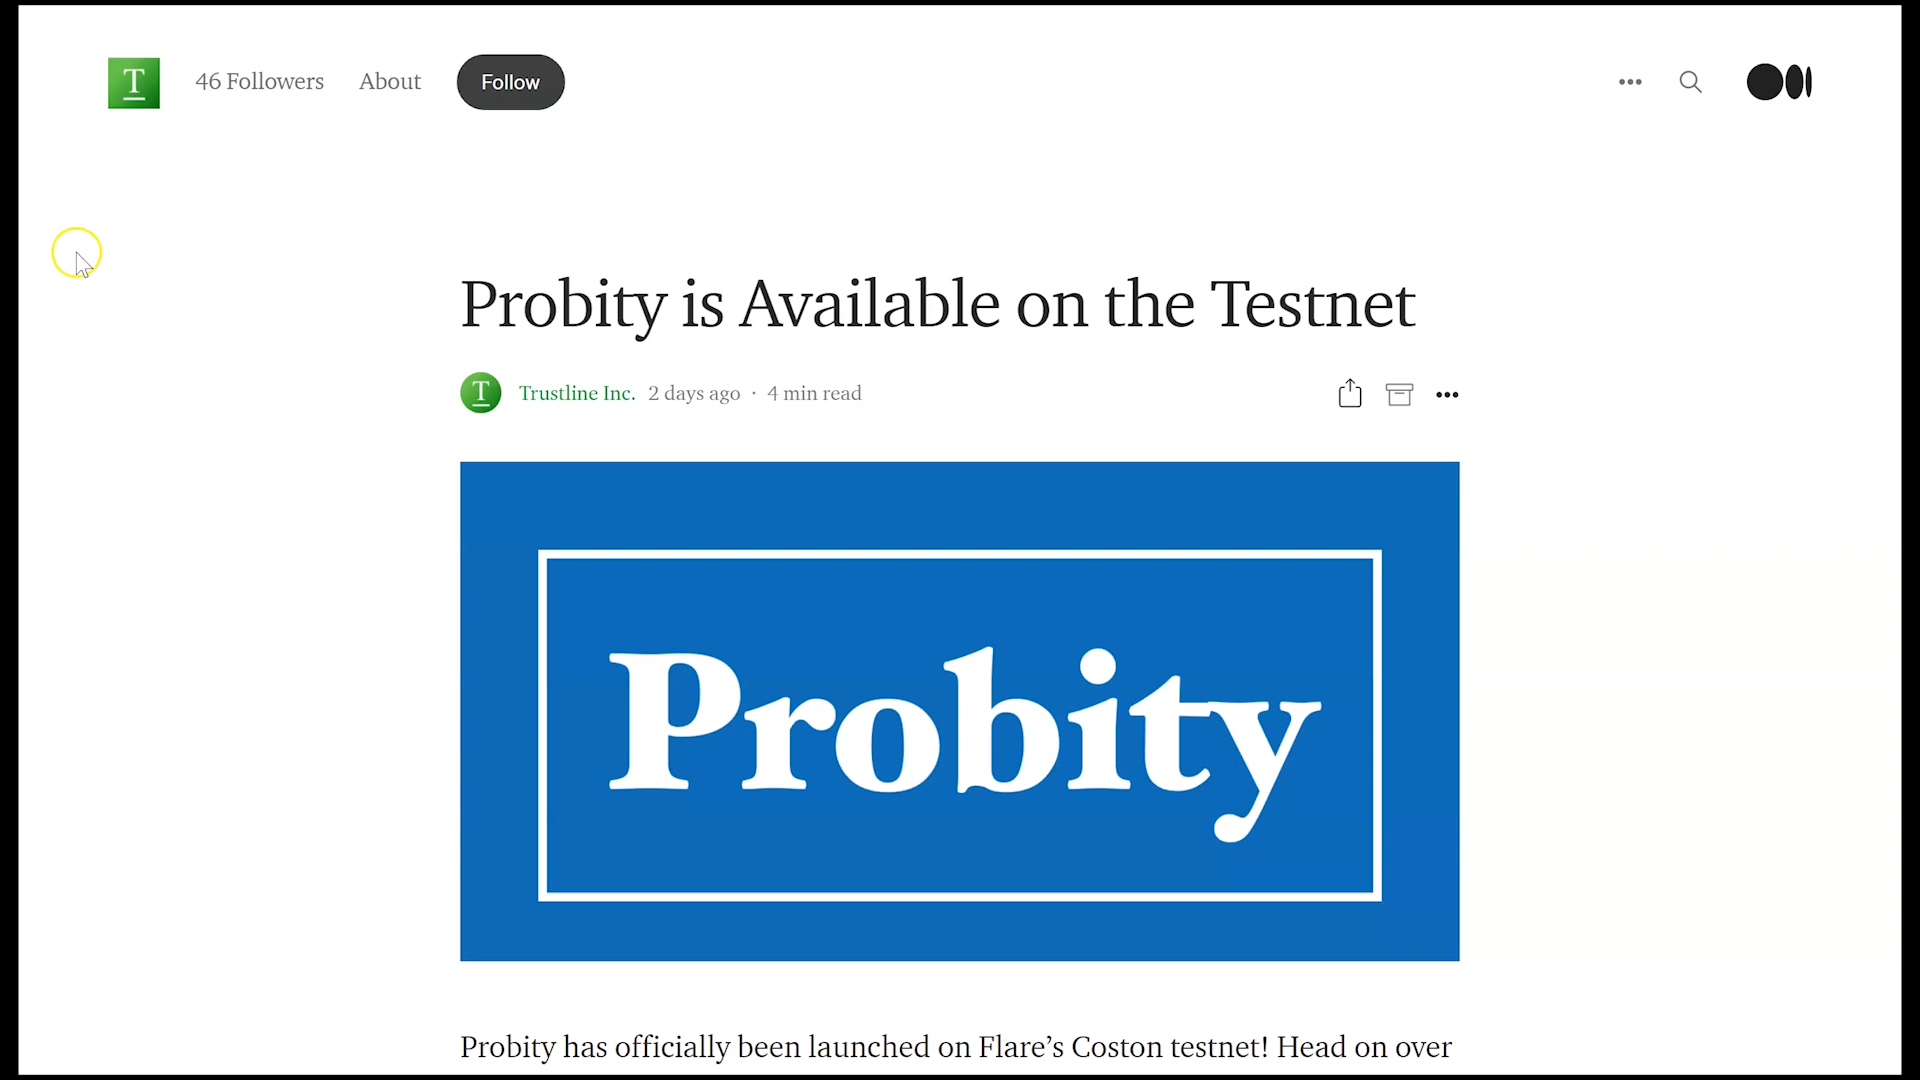 T 46 Followers About Follow
Probity is Available on the Testnet
T Trustline Inc. 2 days ago · 4 min read
Probity
Probity has officially been launched on Flare’s Coston testnet! Head on over